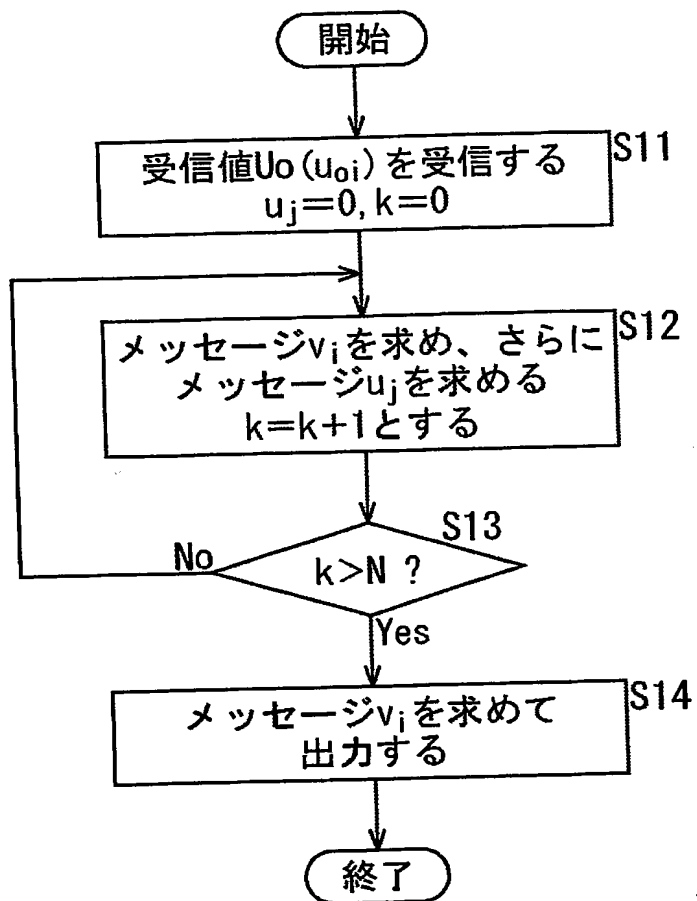 開始
受信値U₀(u₀ᵢ)を受信する
uⱼ=0, k=0
S11
メッセージvᵢを求め、さらに
メッセージuⱼを求める
k=k+1とする
S12
S13
k>N ?
No
Yes
メッセージvᵢを求めて
出力する
S14
終了